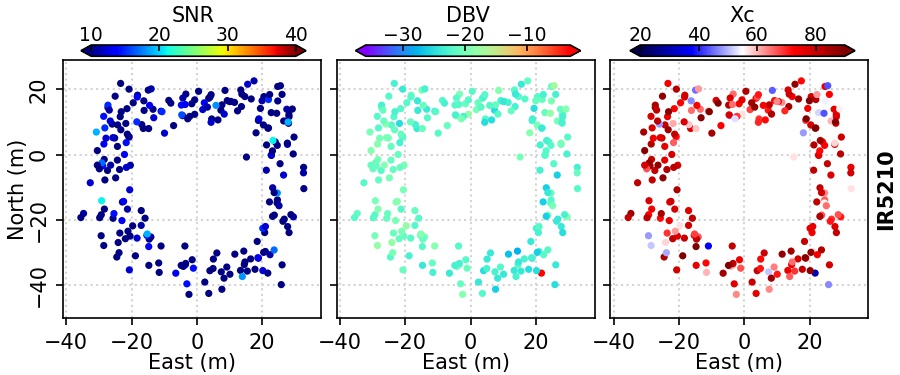 SNR DBV Xc
10 20 30 40 −30 −20 −10 20 40 60 80
North (m)
20
0
−20
−40
−40 −20 0 20 −40 −20 0 20 −40 −20 0 20
East (m) East (m) East (m)
IR5210